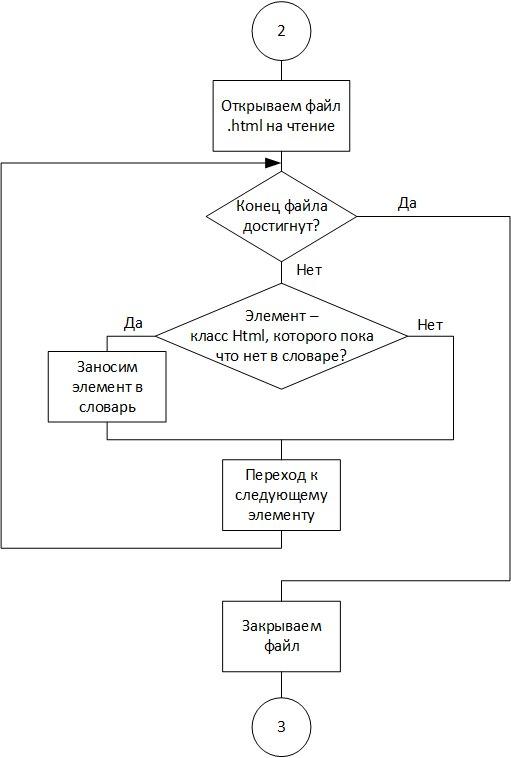 2
Открываем файл
.html на чтение
Конец файла
достигнут?
Да
Нет
Элемент –
класс Html, которого пока
что нет в словаре?
Да
Нет
Заносим
элемент в
словарь
Переход к
следующему
элементу
Закрываем
файл
3